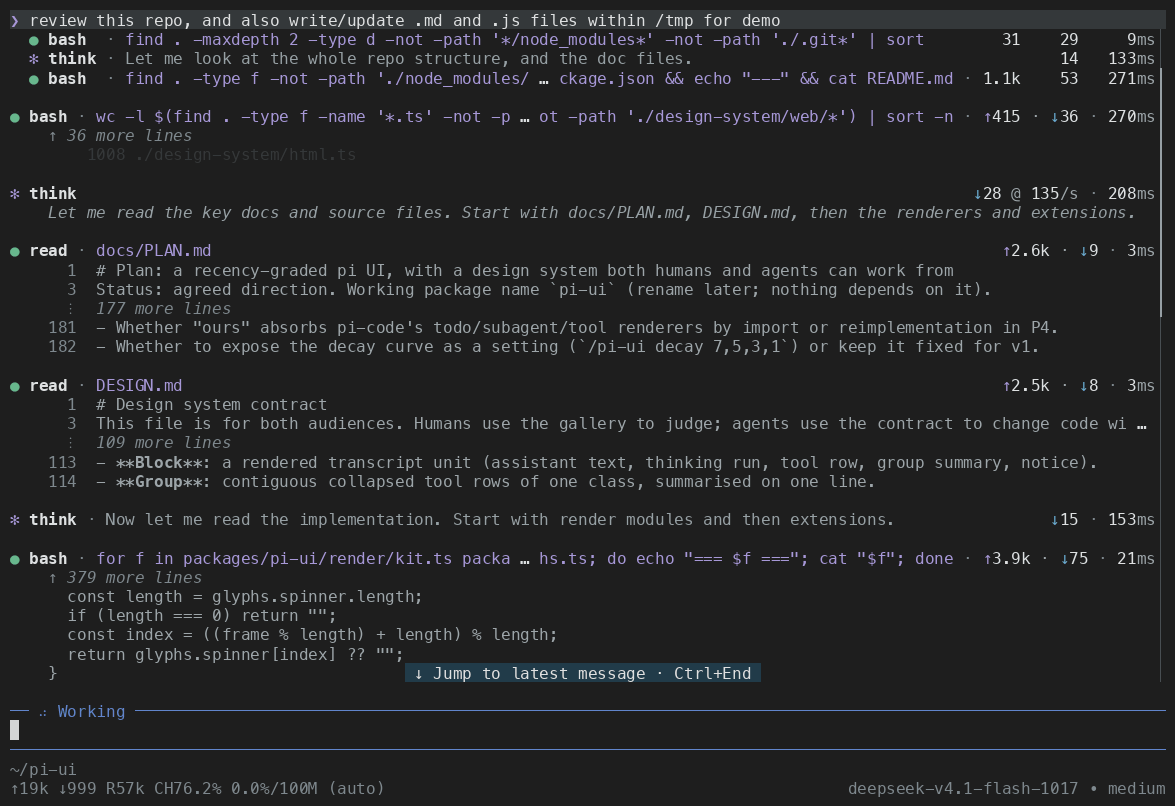 ❯ review this repo, and also write/update .md and .js files within /tmp for demo
● bash · find . -maxdepth 2 -type d -not -path '*/node_modules*' -not -path './.git*' | sort 31 29 9ms
✻ think · Let me look at the whole repo structure, and the doc files. 14 133ms
● bash · find . -type f -not -path './node_modules/ … ckage.json && echo "---" && cat README.md · 1.1k 53 271ms
● bash · wc -l $(find . -type f -name '*.ts' -not -p … ot -path './design-system/web/*') | sort -n · ↑415 · ↓36 · 270ms
↑ 36 more lines
1008 ./design-system/html.ts
✻ think ↓28 @ 135/s · 208ms
Let me read the key docs and source files. Start with docs/PLAN.md, DESIGN.md, then the renderers and extensions.
● read · docs/PLAN.md ↑2.6k · ↓9 · 3ms
1 # Plan: a recency-graded pi UI, with a design system both humans and agents can work from
3 Status: agreed direction. Working package name `pi-ui` (rename later; nothing depends on it).
⋮ 177 more lines
181 - Whether "ours" absorbs pi-code's todo/subagent/tool renderers by import or reimplementation in P4.
182 - Whether to expose the decay curve as a setting (`/pi-ui decay 7,5,3,1`) or keep it fixed for v1.
● read · DESIGN.md ↑2.5k · ↓8 · 3ms
1 # Design system contract
3 This file is for both audiences. Humans use the gallery to judge; agents use the contract to change code wi …
⋮ 109 more lines
113 - **Block**: a rendered transcript unit (assistant text, thinking run, tool row, group summary, notice).
114 - **Group**: contiguous collapsed tool rows of one class, summarised on one line.
✻ think · Now let me read the implementation. Start with render modules and then extensions. ↓15 · 153ms
● bash · for f in packages/pi-ui/render/kit.ts packa … hs.ts; do echo "=== $f ==="; cat "$f"; done · ↑3.9k · ↓75 · 21ms
↑ 379 more lines
const length = glyphs.spinner.length;
if (length === 0) return "";
const index = ((frame % length) + length) % length;
return glyphs.spinner[index] ?? "";
}
↓ Jump to latest message · Ctrl+End
Working
~/pi-ui
↑19k ↓999 R57k CH76.2% 0.0%/100M (auto) deepseek-v4.1-flash-1017 • medium